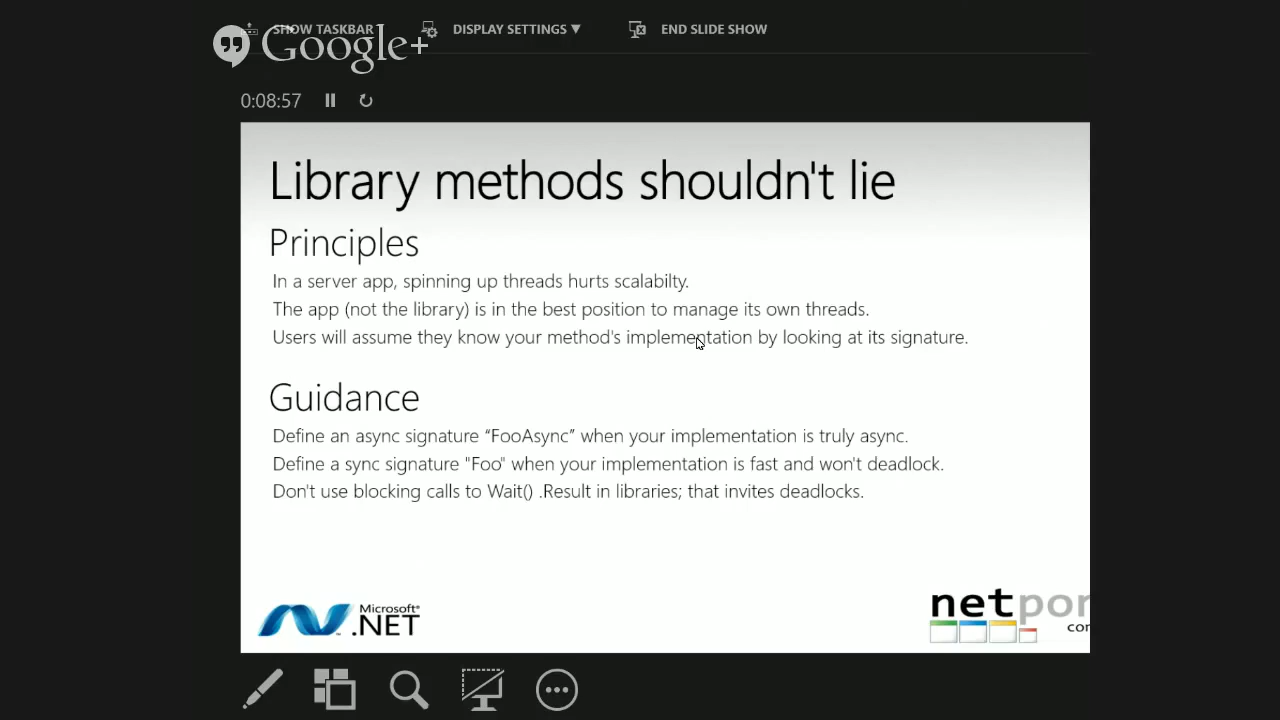 SHOW TASKBAR DISPLAY SETTINGS ▼ END SLIDE SHOW
Google+
0:08:57
Library methods shouldn't lie
Principles
In a server app, spinning up threads hurts scalabilty.
The app (not the library) is in the best position to manage its own threads.
Users will assume they know your method's implementation by looking at its signature.
Guidance
Define an async signature “FooAsync” when your implementation is truly async.
Define a sync signature "Foo" when your implementation is fast and won't deadlock.
Don't use blocking calls to Wait() .Result in libraries; that invites deadlocks.
Microsoft®
.NET
netpor
com